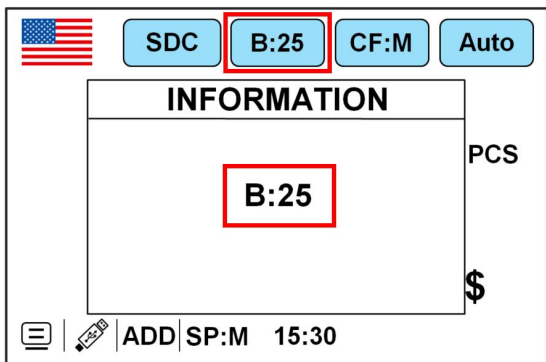 SDC B:25 CF:M Auto
INFORMATION
PCS
B:25
$
ADD SP:M 15:30